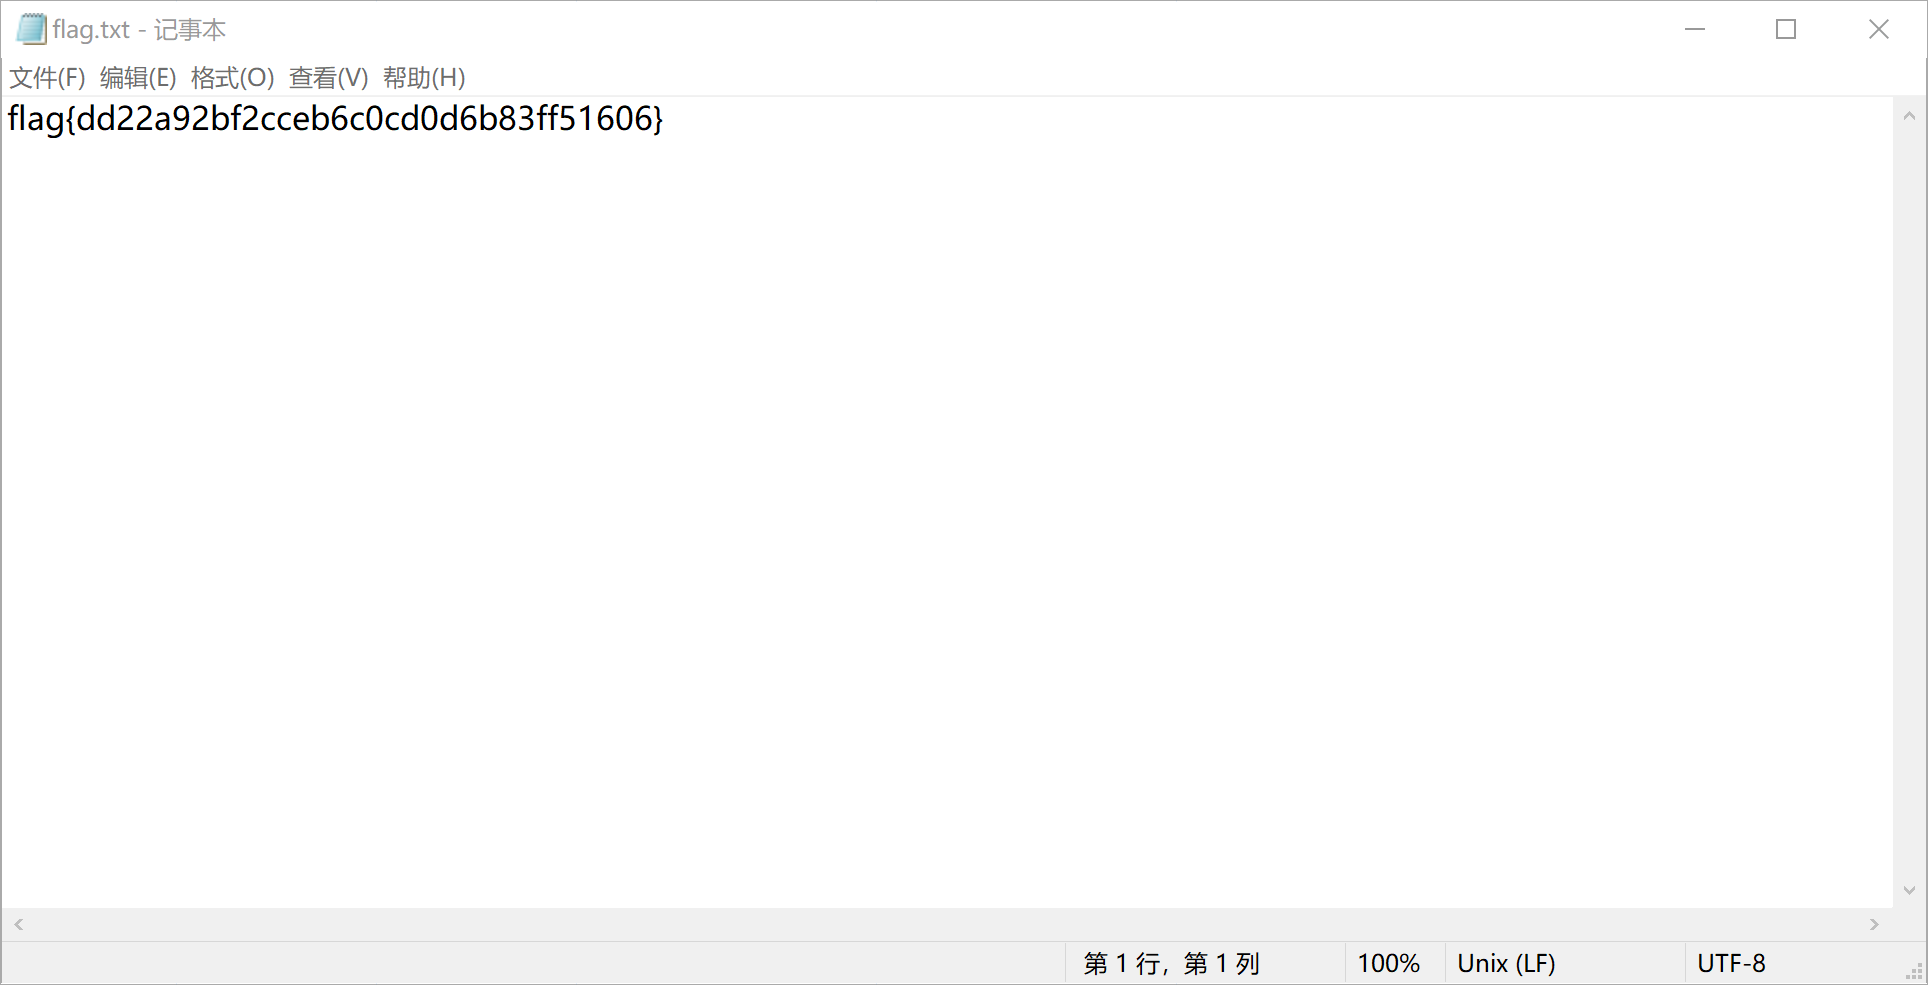 flag.txt - 记事本
文件(F) 编辑(E) 格式(O) 查看(V) 帮助(H)
flag{dd22a92bf2cceb6c0cd0d6b83ff51606}
第 1 行，第 1 列 100% Unix (LF) UTF-8